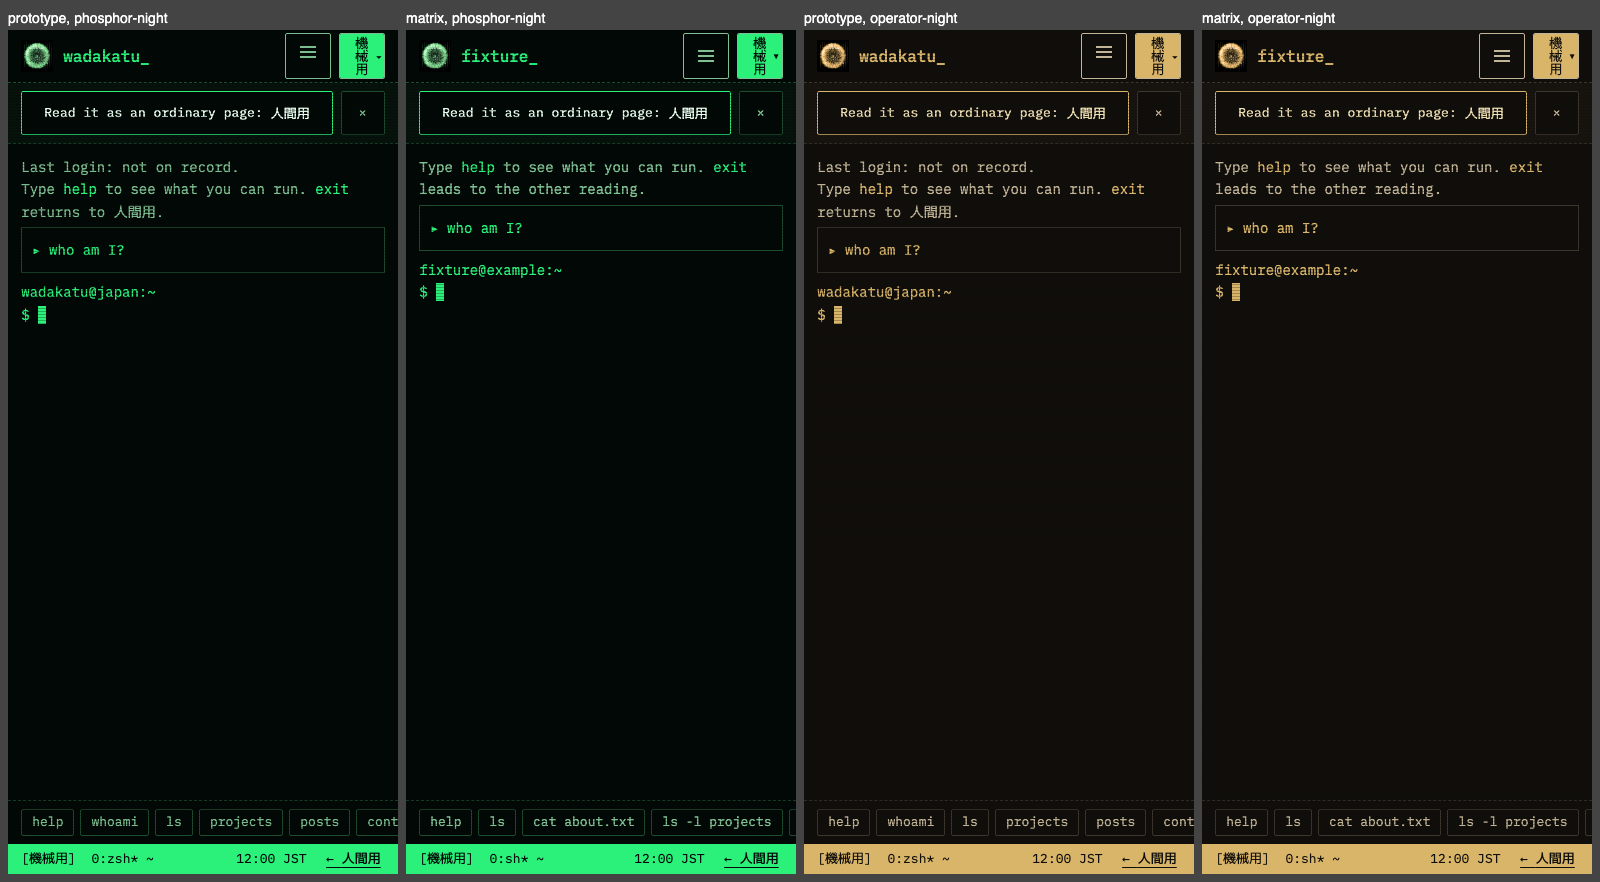 prototype, phosphor-night
wadakatu_
機械用
Read it as an ordinary page: 人間用
×
Last login: not on record.
Type help to see what you can run. exit
returns to 人間用.
▸ who am I?
wadakatu@japan:~
$
help whoami ls projects posts cont
[機械用] 0:zsh* ~ 12:00 JST ← 人間用
matrix, phosphor-night
fixture_
機械用
Read it as an ordinary page: 人間用
×
Type help to see what you can run. exit
leads to the other reading.
▸ who am I?
fixture@example:~
$
help ls cat about.txt ls -l projects
[機械用] 0:sh* ~ 12:00 JST ← 人間用
prototype, operator-night
wadakatu_
機械用
Read it as an ordinary page: 人間用
×
Last login: not on record.
Type help to see what you can run. exit
returns to 人間用.
▸ who am I?
wadakatu@japan:~
$
help whoami ls projects posts cont
[機械用] 0:zsh* ~ 12:00 JST ← 人間用
matrix, operator-night
fixture_
機械用
Read it as an ordinary page: 人間用
×
Type help to see what you can run. exit
leads to the other reading.
▸ who am I?
fixture@example:~
$
help ls cat about.txt ls -l projects
[機械用] 0:sh* ~ 12:00 JST ← 人間用